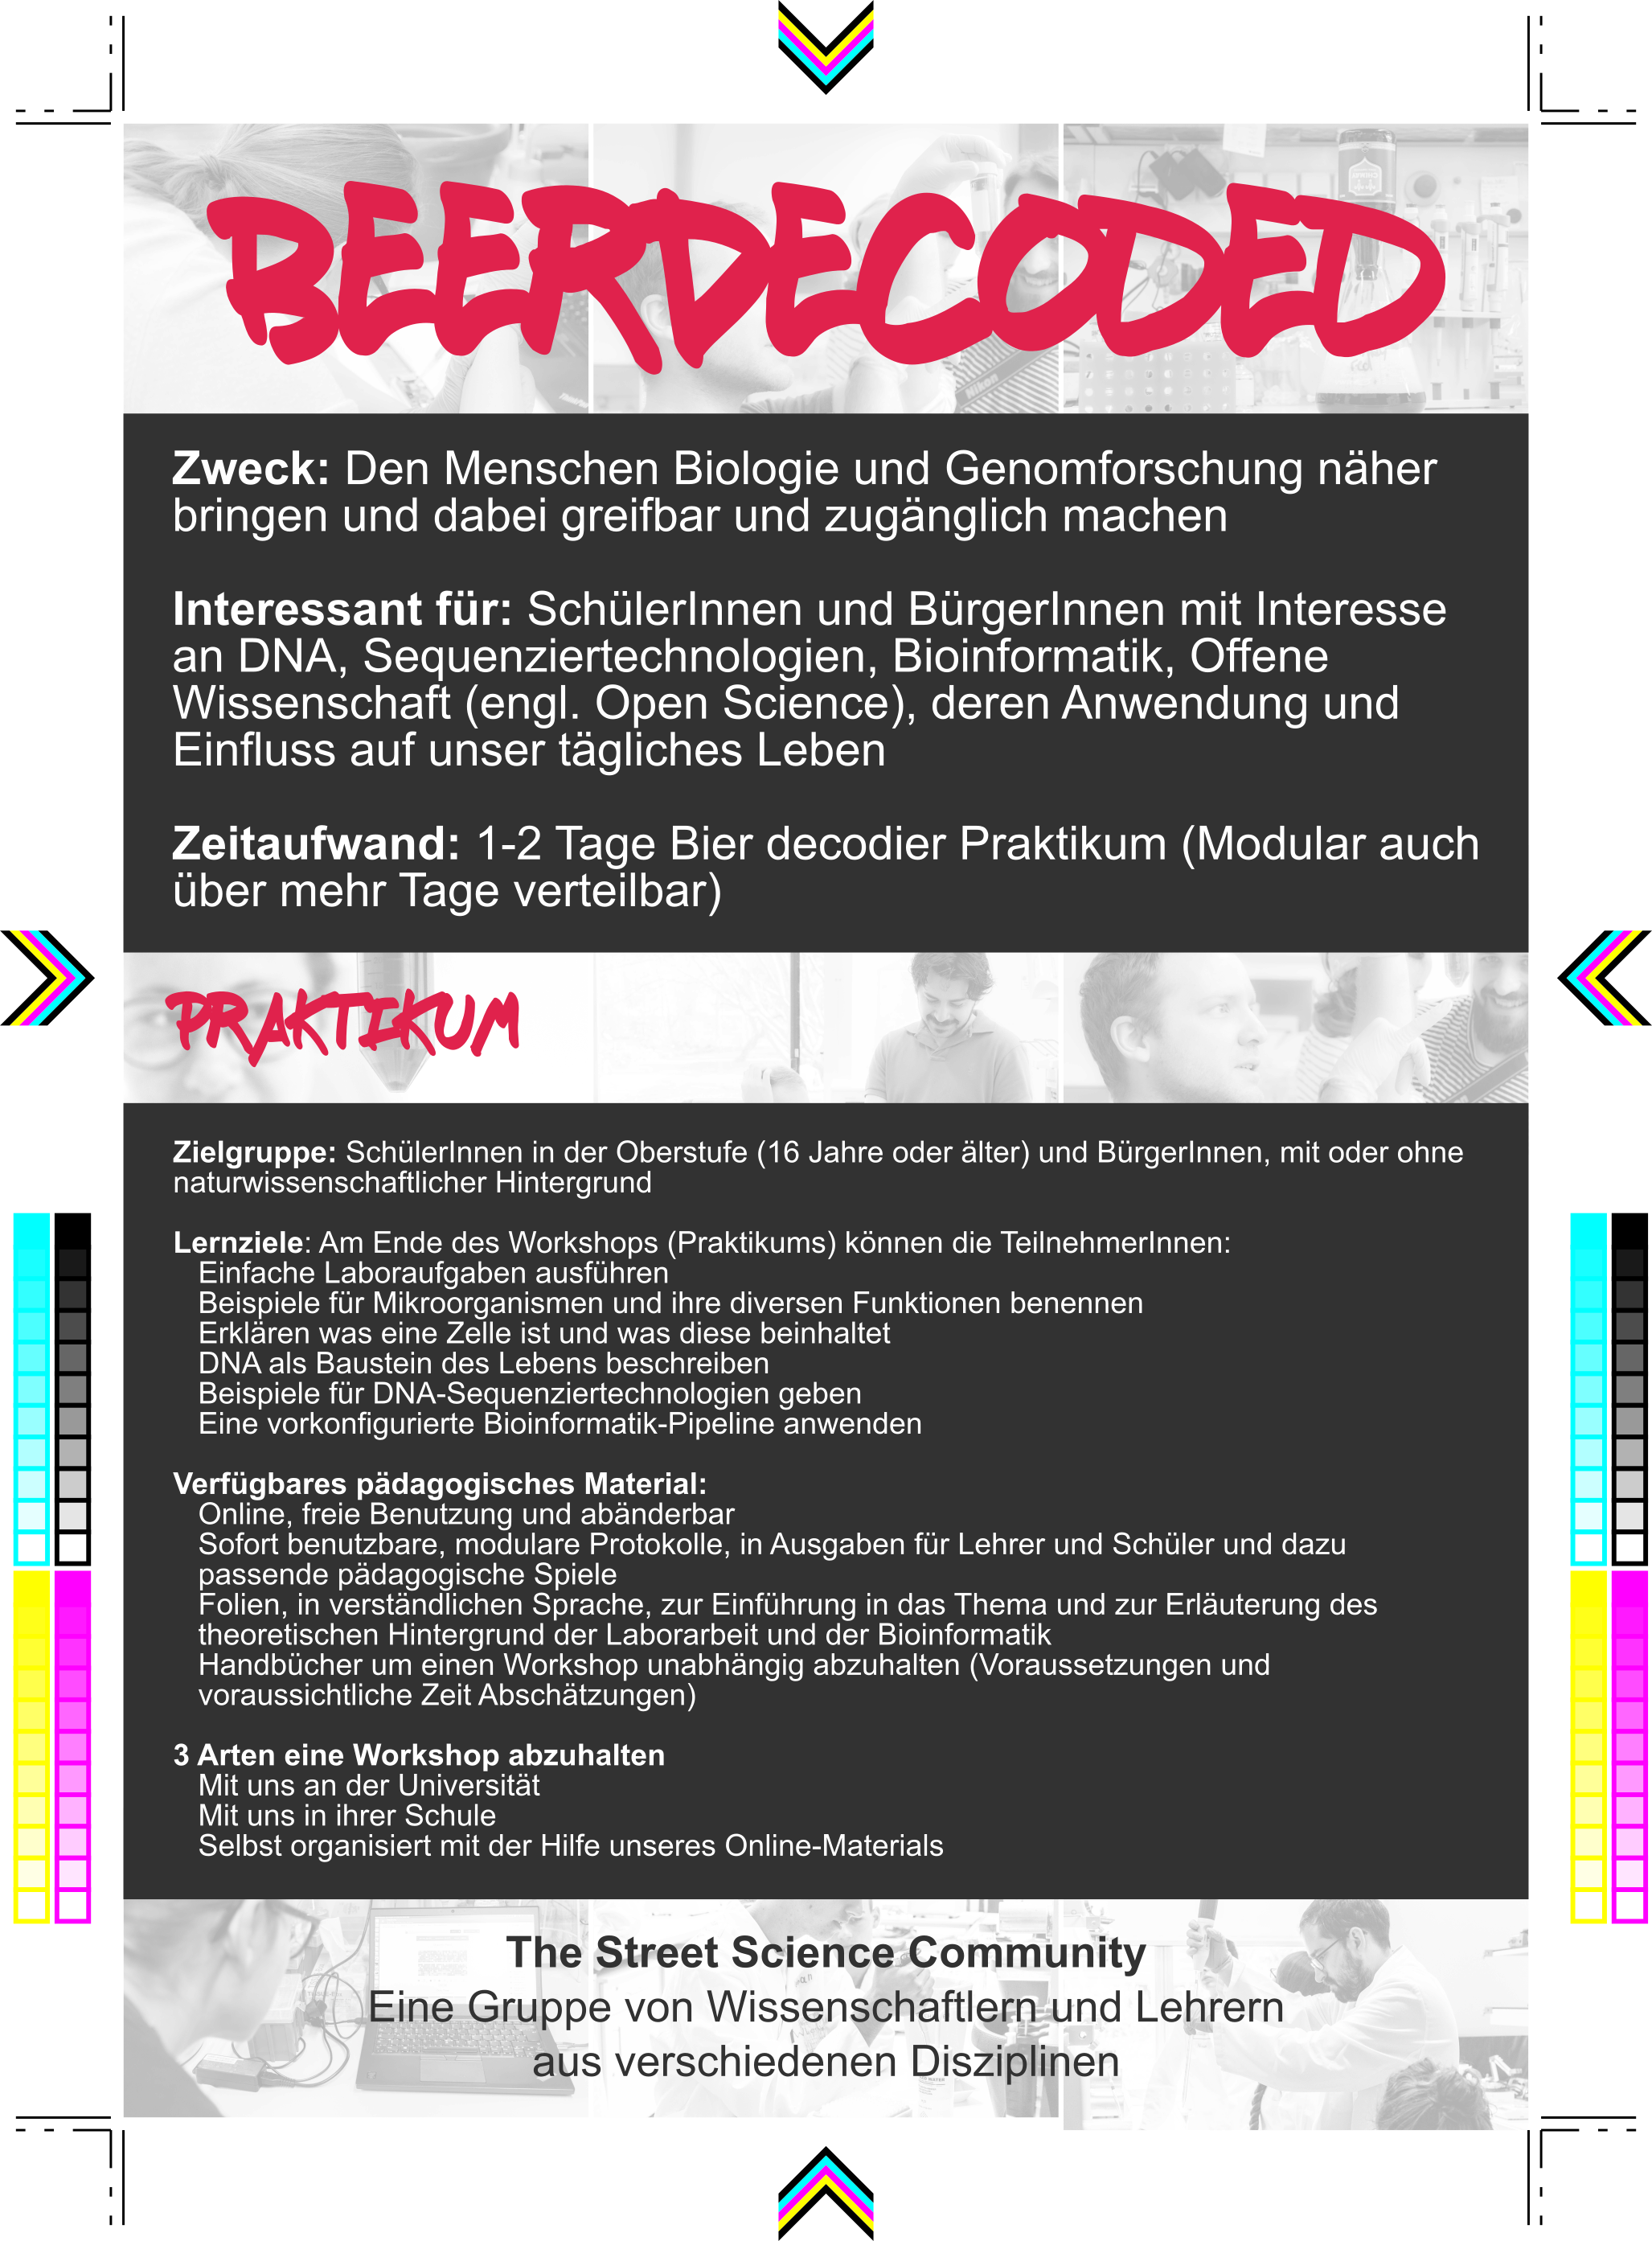 BEERDECODED
Zweck: Den Menschen Biologie und Genomforschung näher
bringen und dabei greifbar und zugänglich machen
Interessant für: SchülerInnen und BürgerInnen mit Interesse
an DNA, Sequenziertechnologien, Bioinformatik, Offene
Wissenschaft (engl. Open Science), deren Anwendung und
Einfluss auf unser tägliches Leben
Zeitaufwand: 1-2 Tage Bier decodier Praktikum (Modular auch
über mehr Tage verteilbar)
PRAKTIKUM
Zielgruppe: SchülerInnen in der Oberstufe (16 Jahre oder älter) und BürgerInnen, mit oder ohne
naturwissenschaftlicher Hintergrund
Lernziele: Am Ende des Workshops (Praktikums) können die TeilnehmerInnen:
Einfache Laboraufgaben ausführen
Beispiele für Mikroorganismen und ihre diversen Funktionen benennen
Erklären was eine Zelle ist und was diese beinhaltet
DNA als Baustein des Lebens beschreiben
Beispiele für DNA-Sequenziertechnologien geben
Eine vorkonfigurierte Bioinformatik-Pipeline anwenden
Verfügbares pädagogisches Material:
Online, freie Benutzung und abänderbar
Sofort benutzbare, modulare Protokolle, in Ausgaben für Lehrer und Schüler und dazu
passende pädagogische Spiele
Folien, in verständlichen Sprache, zur Einführung in das Thema und zur Erläuterung des
theoretischen Hintergrund der Laborarbeit und der Bioinformatik
Handbücher um einen Workshop unabhängig abzuhalten (Voraussetzungen und
voraussichtliche Zeit Abschätzungen)
3 Arten eine Workshop abzuhalten
Mit uns an der Universität
Mit uns in ihrer Schule
Selbst organisiert mit der Hilfe unseres Online-Materials
The Street Science Community
Eine Gruppe von Wissenschaftlern und Lehrern
aus verschiedenen Disziplinen